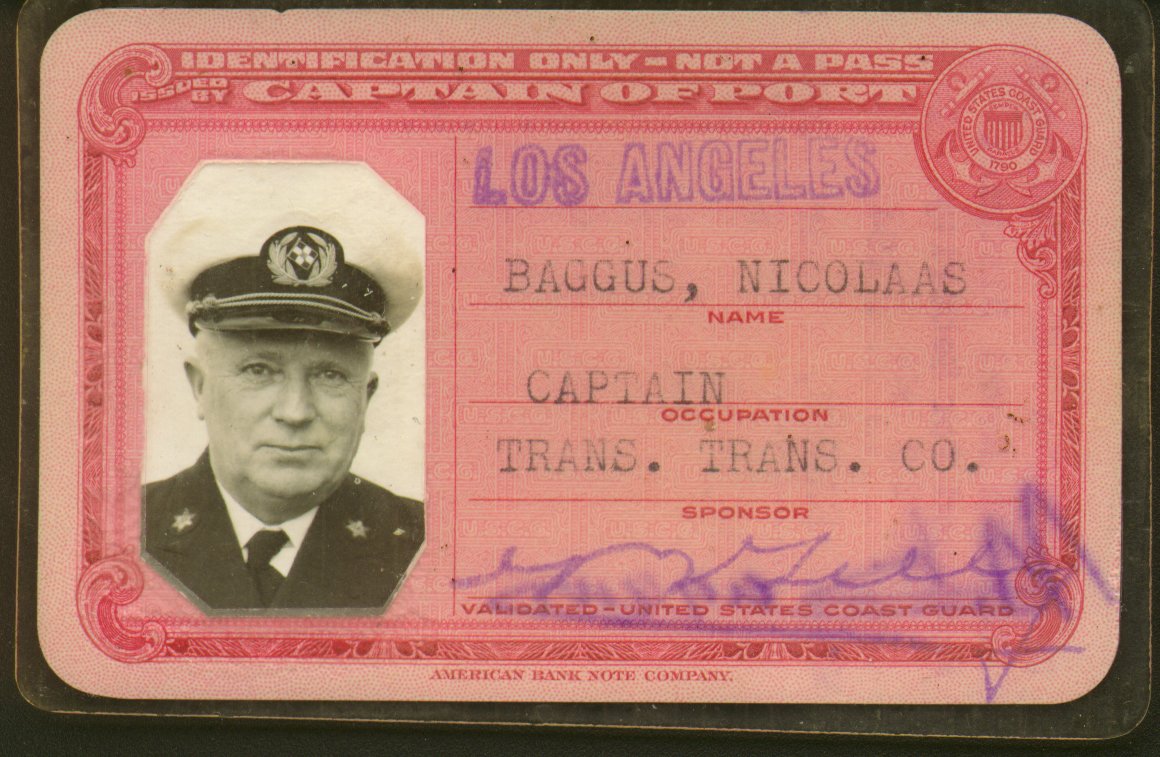 IDENTIFICATION ONLY - NOT A PASS
ISSUED BY CAPTAIN OF PORT
UNITED STATES COAST GUARD
1790
LOS ANGELES
BAGGUS, NICOLAAS
NAME
CAPTAIN
OCCUPATION
TRANS. TRANS. CO.
SPONSOR
VALIDATED-UNITED STATES COAST GUARD
AMERICAN BANK NOTE COMPANY.